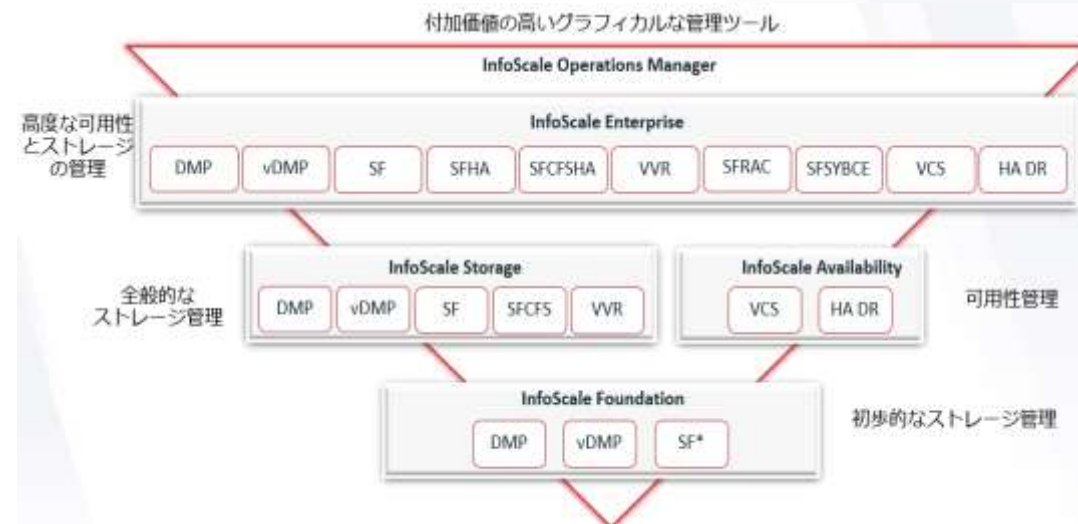 付加価値の高いグラフィカルな管理ツール
InfoScale Operations Manager
高度な可用性
とストレージ
の管理
InfoScale Enterprise
DMP
vDMP
SF
SFHA
SFCFSHA
VVR
SFRAC
SFSYBCE
VCS
HA DR
全般的な
ストレージ管理
InfoScale Storage
DMP
vDMP
SF
SFCFS
VVR
InfoScale Availability
VCS
HA DR
可用性管理
InfoScale Foundation
DMP
vDMP
SF*
初歩的なストレージ管理